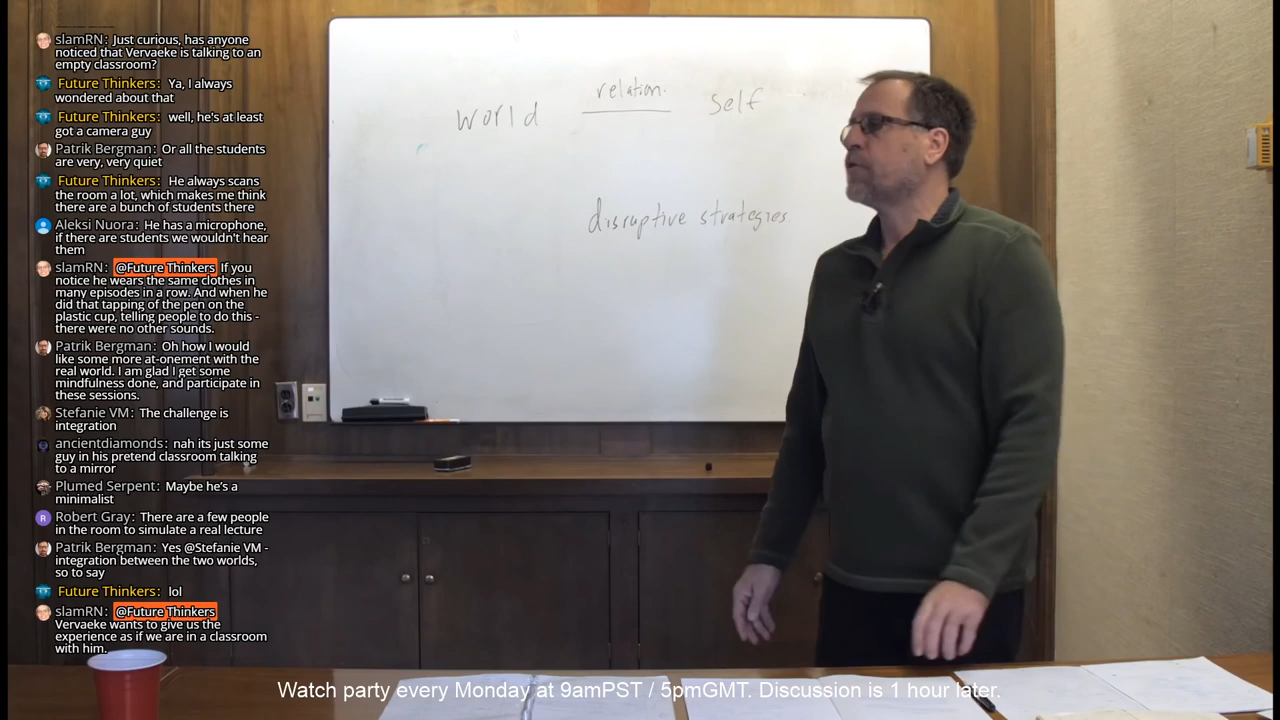 slamRN: Just curious, has anyone
noticed that Vervaeke is talking to an
empty classroom?
Future Thinkers: Ya, I always
wondered about that
Future Thinkers: well, he's at least
got a camera guy
Patrik Bergman: Or all the students
are very, very quiet
Future Thinkers: He always scans
the room a lot, which makes me think
there are a bunch of students there
Aleksi Nuora: He has a microphone,
if there are students we wouldn't hear
them
slamRN: @Future Thinkers If you
notice he wears the same clothes in
many episodes in a row. And when he
did that tapping of the pen on the
plastic cup, telling people to do this -
there were no other sounds.
Patrik Bergman: Oh how I would
like some more at-onement with the
real world. I am glad I get some
mindfulness done, and participate in
these sessions.
Stefanie VM: The challenge is
integration
ancientdiamonds: nah its just some
guy in his pretend classroom talking
to a mirror
Plumed Serpent: Maybe he's a
minimalist
R Robert Gray: There are a few people
in the room to simulate a real lecture
Patrik Bergman: Yes @Stefanie VM -
integration between the two worlds,
so to say
Future Thinkers: lol
slamRN: @Future Thinkers
Vervaeke wants to give us the
experience as if we are in a classroom
with him.
world relation. self
disruptive strategies
Watch party every Monday at 9amPST / 5pmGMT. Discussion is 1 hour later.